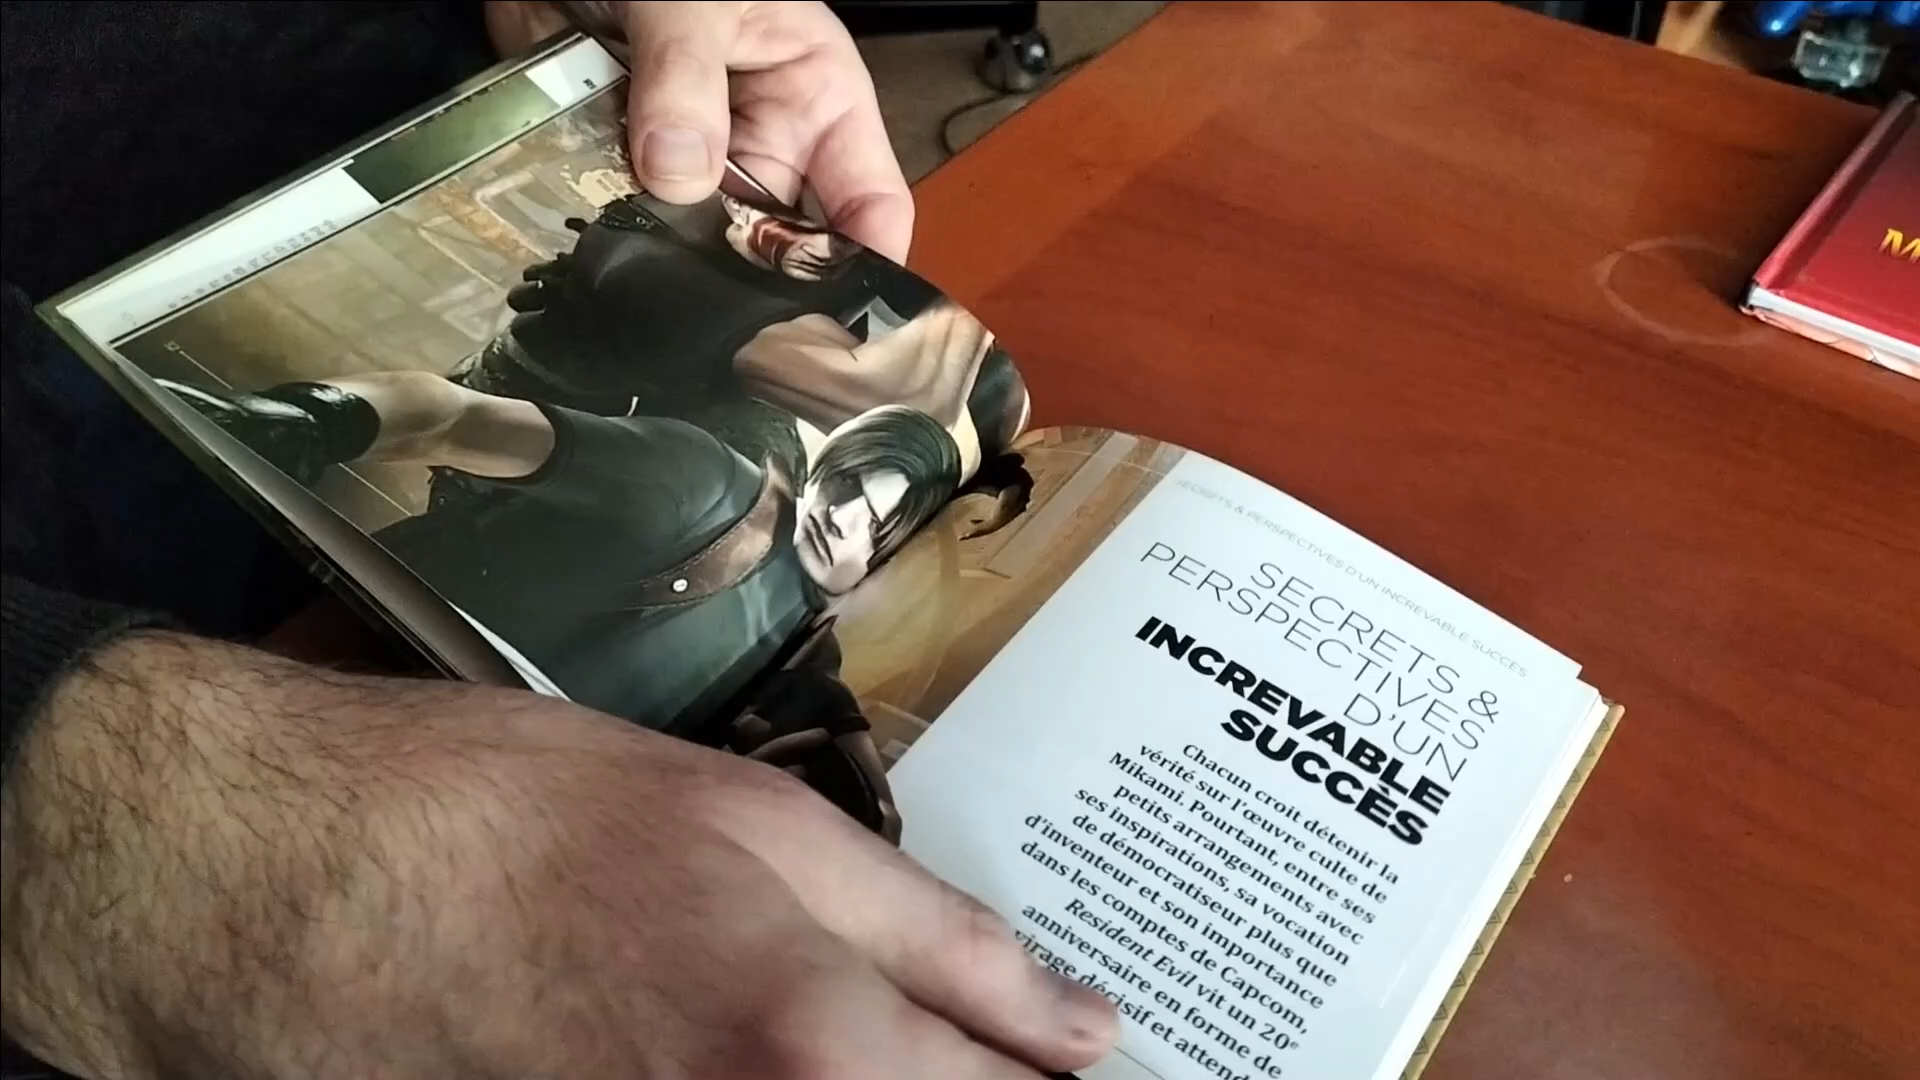 SECRETS & PERSPECTIVES D'UN INCREVABLE SUCCÈS
SECRETS &
PERSPECTIVES
D'UN
INCREVABLE
SUCCÈS
Chacun croit détenir la
vérité sur l'œuvre culte de
Mikami. Pourtant, entre ses
petits arrangements avec
ses inspirations, sa vocation
de démocratiseur plus que
d'inventeur et son importance
dans les comptes de Capcom,
Resident Evil vit un 20e
anniversaire en forme de
virage décisif et attend
M